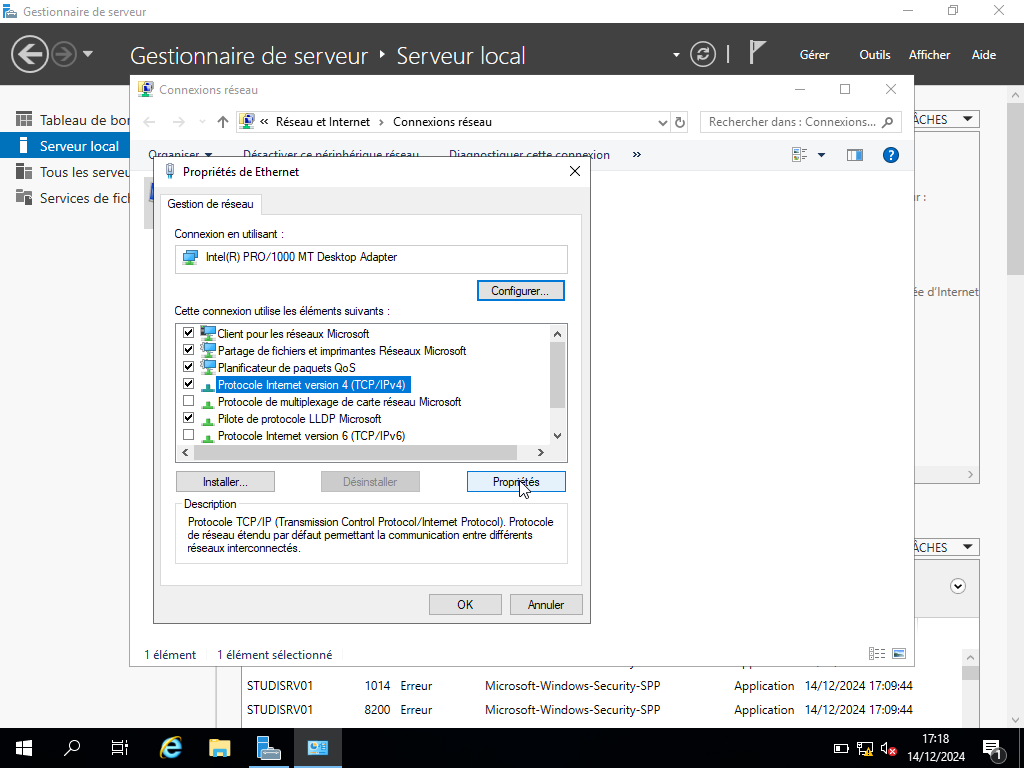 Gestionnaire de serveur
Gestionnaire de serveur
Serveur local
Gérer
Outils
Afficher
Aide
Tableau de bor
Serveur local
Tous les serveu
Services de fich
Connexions réseau
« Réseau et Internet > Connexions réseau
Rechercher dans : Connexions...
Organiser
Désactiver ce périphérique réseau
Diagnostiquer cette connexion
»
Propriétés de Ethernet
Gestion de réseau
Connexion en utilisant :
Intel(R) PRO/1000 MT Desktop Adapter
Configurer...
Cette connexion utilise les éléments suivants :
Client pour les réseaux Microsoft
Partage de fichiers et imprimantes Réseaux Microsoft
Planificateur de paquets QoS
Protocole Internet version 4 (TCP/IPv4)
Protocole de multiplexage de carte réseau Microsoft
Pilote de protocole LLDP Microsoft
Protocole Internet version 6 (TCP/IPv6)
Installer...
Désinstaller
Propriétés
Description
Protocole TCP/IP (Transmission Control Protocol/Internet Protocol). Protocole
de réseau étendu par défaut permettant la communication entre différents
réseaux interconnectés.
OK
Annuler
1 élément
1 élément sélectionné
ÂCHES
r :
ée d'Internet
ÂCHES
STUDISRV01 1014 Erreur Microsoft-Windows-Security-SPP Application 14/12/2024 17:09:44
STUDISRV01 8200 Erreur Microsoft-Windows-Security-SPP Application 14/12/2024 17:09:44
17:18
14/12/2024
1